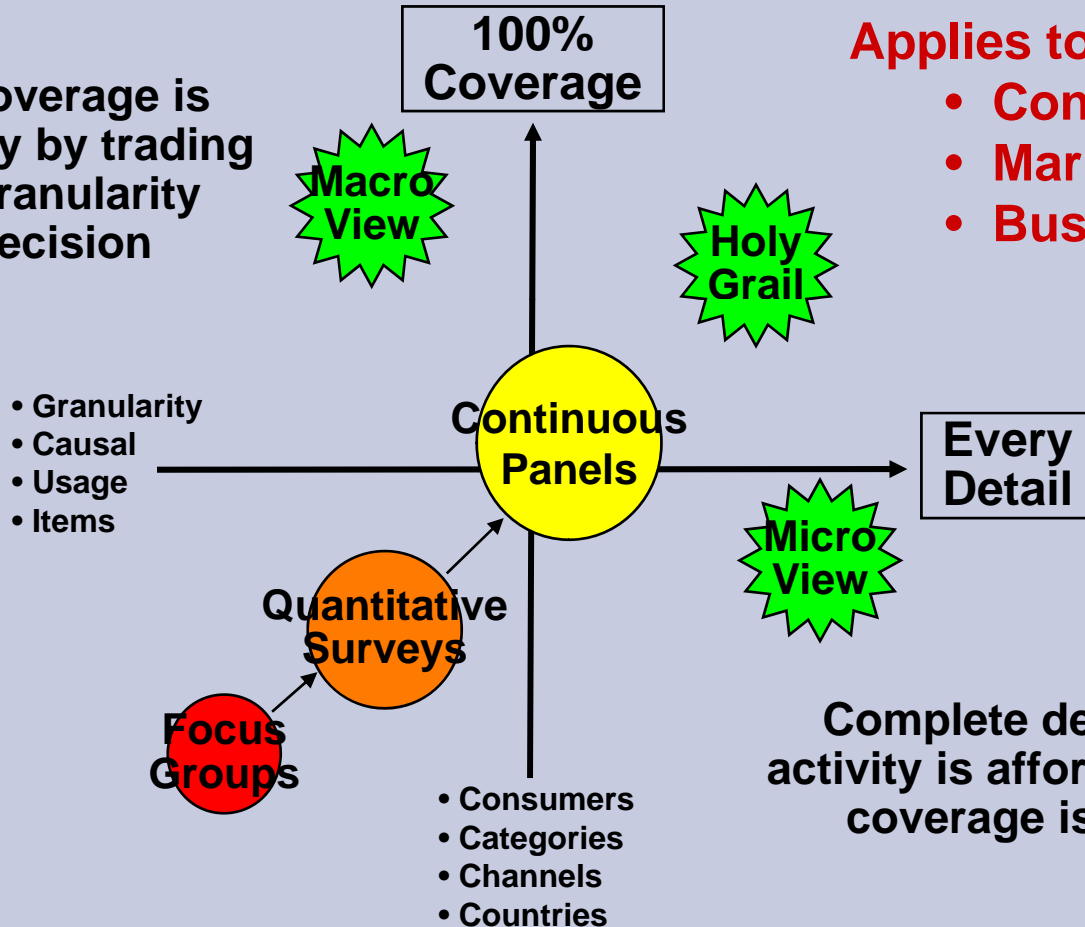 100%
Coverage
Applies to
• Con
• Mar
• Bus
overage is
y by trading
ranularity
ecision
Macro
View
Holy
Grail
• Granularity
• Causal
• Usage
• Items
Continuous
Panels
Every
Detail
Micro
View
Quantitative
Surveys
Focus
Groups
Complete de
activity is affor
coverage is
• Consumers
• Categories
• Channels
• Countries